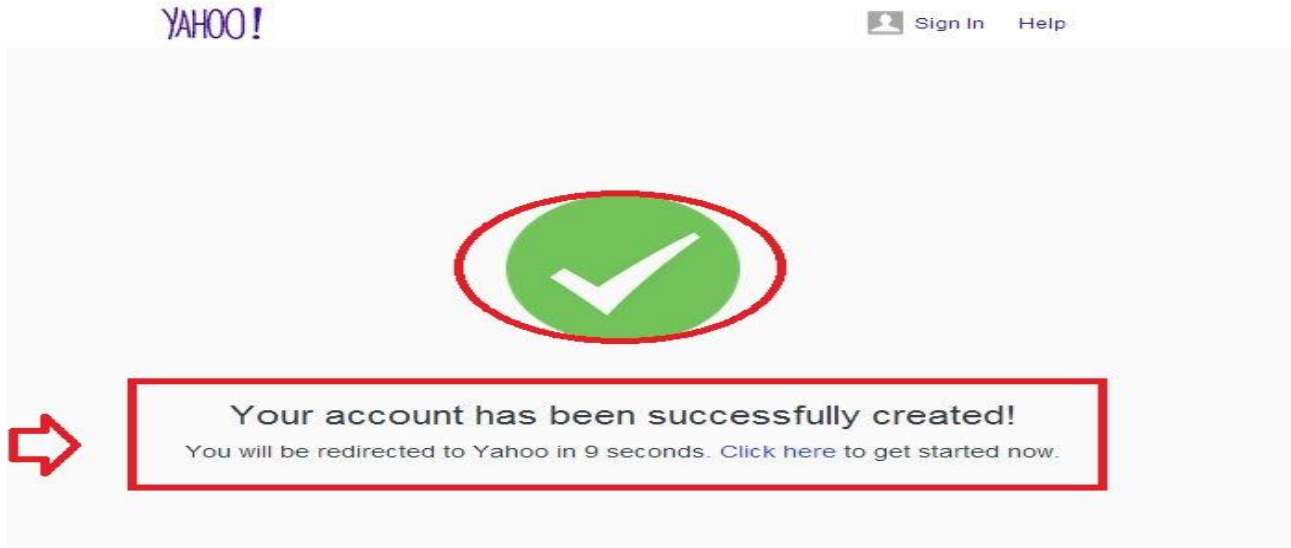 YAHOO!
Sign In Help
Your account has been successfully created!
You will be redirected to Yahoo in 9 seconds. Click here to get started now.